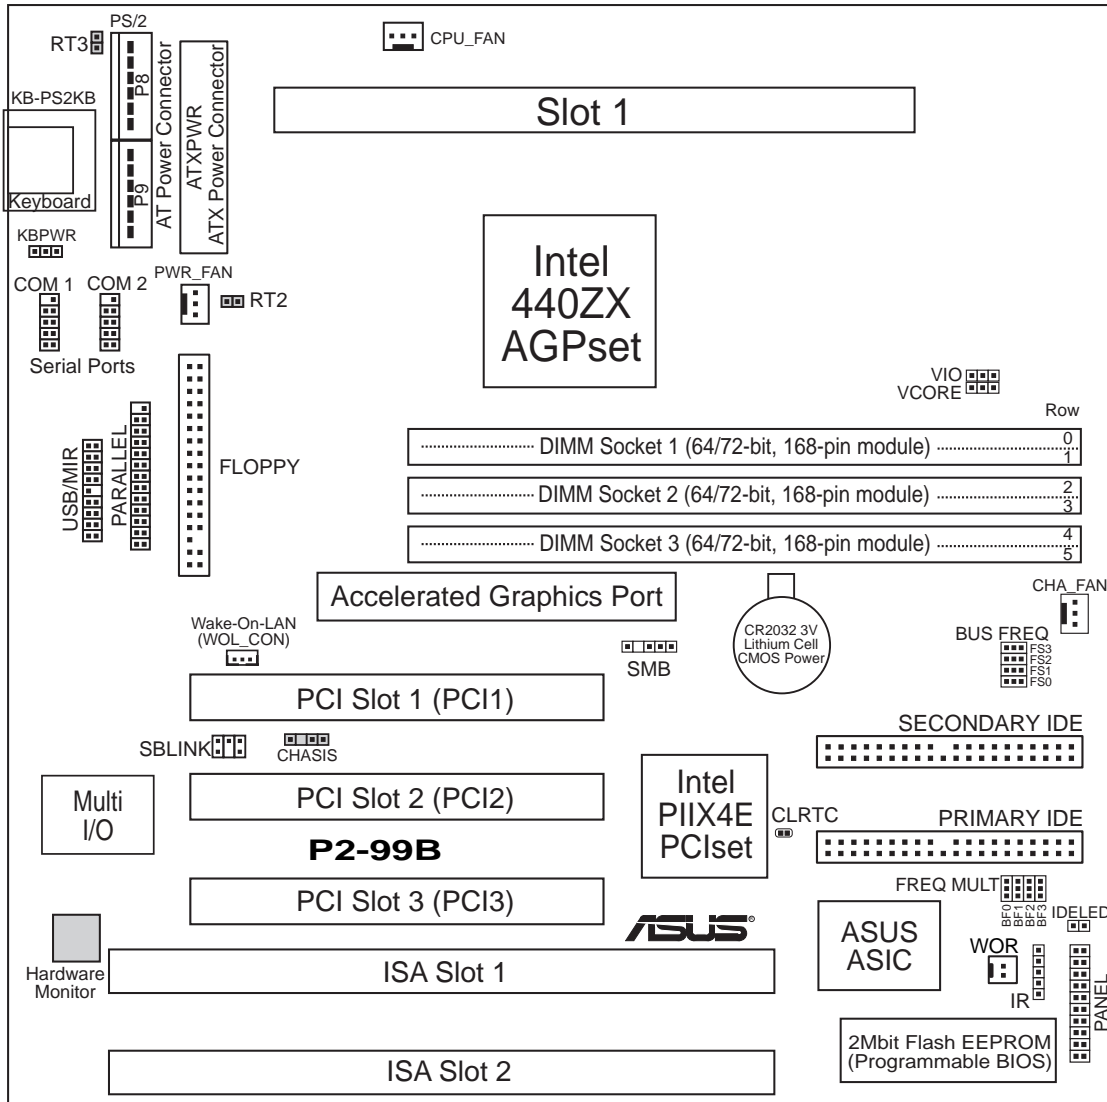 PS/2
RT3
CPU_FAN
KB-PS2KB
P8
P9
AT Power Connector
ATXPWR
ATX Power Connector
Slot 1
Keyboard
KBPWR
COM 1
COM 2
PWR_FAN
RT2
Serial Ports
Intel
440ZX
AGPset
VIO
VCORE
Row
USB/MIR
PARALLEL
FLOPPY
DIMM Socket 1 (64/72-bit, 168-pin module)
0
1
DIMM Socket 2 (64/72-bit, 168-pin module)
2
3
DIMM Socket 3 (64/72-bit, 168-pin module)
4
5
Accelerated Graphics Port
CHA_FAN
Wake-On-LAN
(WOL_CON)
SMB
CR2032 3V
Lithium Cell
CMOS Power
BUS FREQ
FS3
FS2
FS1
FS0
PCI Slot 1 (PCI1)
SECONDARY IDE
SBLINK
CHASIS
Multi
I/O
PCI Slot 2 (PCI2)
Intel
PIIX4E
PCIset
CLRTC
PRIMARY IDE
P2-99B
FREQ MULT
BF0
BF1
BF2
BF3
IDELED
PCI Slot 3 (PCI3)
ASUS®
ASUS
ASIC
WOR
IR
PANEL
Hardware
Monitor
ISA Slot 1
2Mbit Flash EEPROM
(Programmable BIOS)
ISA Slot 2